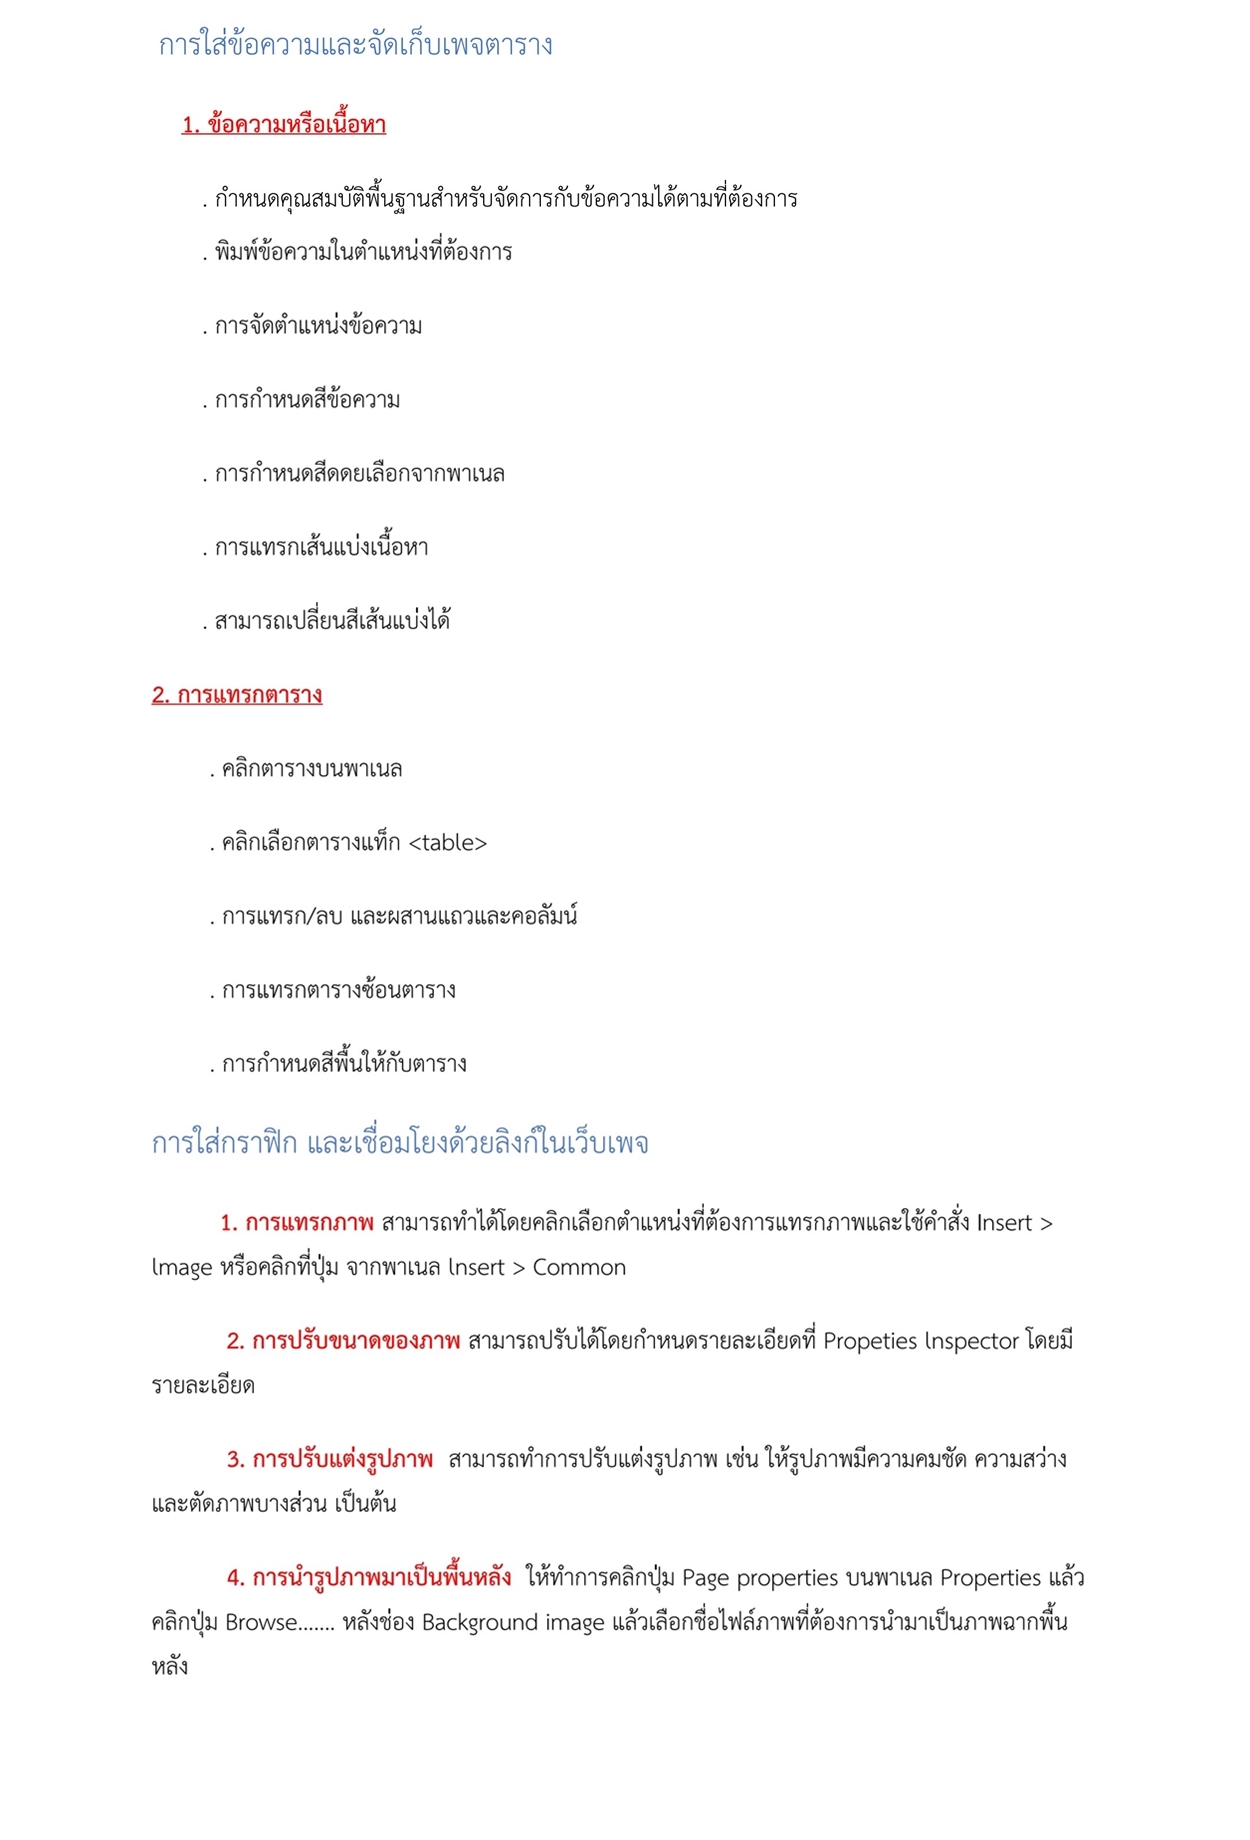 การใส่ข้อความและจัดเก็บเพจตาราง
1. ข้อความหรือเนื้อหา
. กำหนดคุณสมบัติพื้นฐานสำหรับจัดการกับข้อความได้ตามที่ต้องการ
. พิมพ์ข้อความในตำแหน่งที่ต้องการ
. การจัดตำแหน่งข้อความ
. การกำหนดสีข้อความ
. การกำหนดสีดดยเลือกจากพาเนล
. การแทรกเส้นแบ่งเนื้อหา
. สามารถเปลี่ยนสีเส้นแบ่งได้
2. การแทรกตาราง
. คลิกตารางบนพาเนล
. คลิกเลือกตารางแท็ก <table>
. การแทรก/ลบ และผสานแถวและคอลัมน์
. การแทรกตารางซ้อนตาราง
. การกำหนดสีพื้นให้กับตาราง
การใส่กราฟิก และเชื่อมโยงด้วยลิงก์ในเว็บเพจ
1. การแทรกภาพ สามารถทำได้โดยคลิกเลือกตำแหน่งที่ต้องการแทรกภาพและใช้คำสั่ง Insert >
lmage หรือคลิกที่ปุ่ม จากพาเนล lnsert > Common
2. การปรับขนาดของภาพ สามารถปรับได้โดยกำหนดรายละเอียดที่ Propeties lnspector โดยมี
รายละเอียด
3. การปรับแต่งรูปภาพ สามารถทำการปรับแต่งรูปภาพ เช่น ให้รูปภาพมีความคมชัด ความสว่าง
และตัดภาพบางส่วน เป็นต้น
4. การนำรูปภาพมาเป็นพื้นหลัง ให้ทำการคลิกปุ่ม Page properties บนพาเนล Properties แล้ว
คลิกปุ่ม Browse....... หลังช่อง Background image แล้วเลือกชื่อไฟล์ภาพที่ต้องการนำมาเป็นภาพฉากพื้น
หลัง